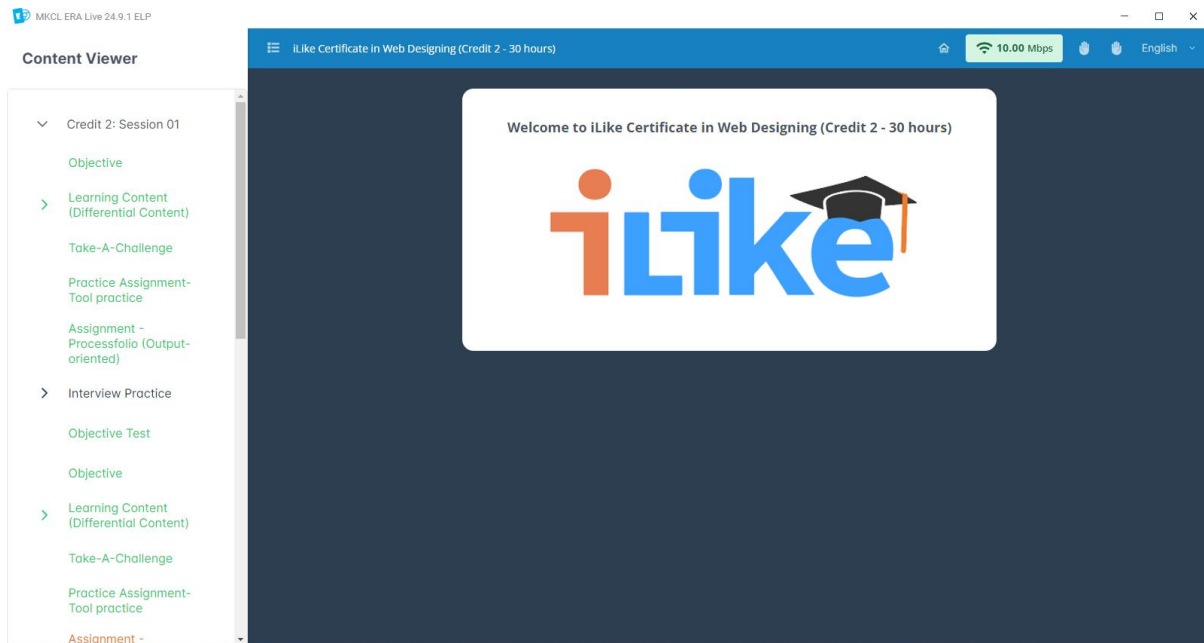 MKCL ERA Live 24.9.1 ELP
Content Viewer
iLike Certificate in Web Designing (Credit 2 - 30 hours)
10.00 Mbps
English
Credit 2: Session 01
Objective
Learning Content
(Differential Content)
Take-A-Challenge
Practice Assignment-
Tool practice
Assignment -
Processfolio (Output-
oriented)
Interview Practice
Objective Test
Objective
Learning Content
(Differential Content)
Take-A-Challenge
Practice Assignment-
Tool practice
Assignment -
Welcome to iLike Certificate in Web Designing (Credit 2 - 30 hours)
iLike